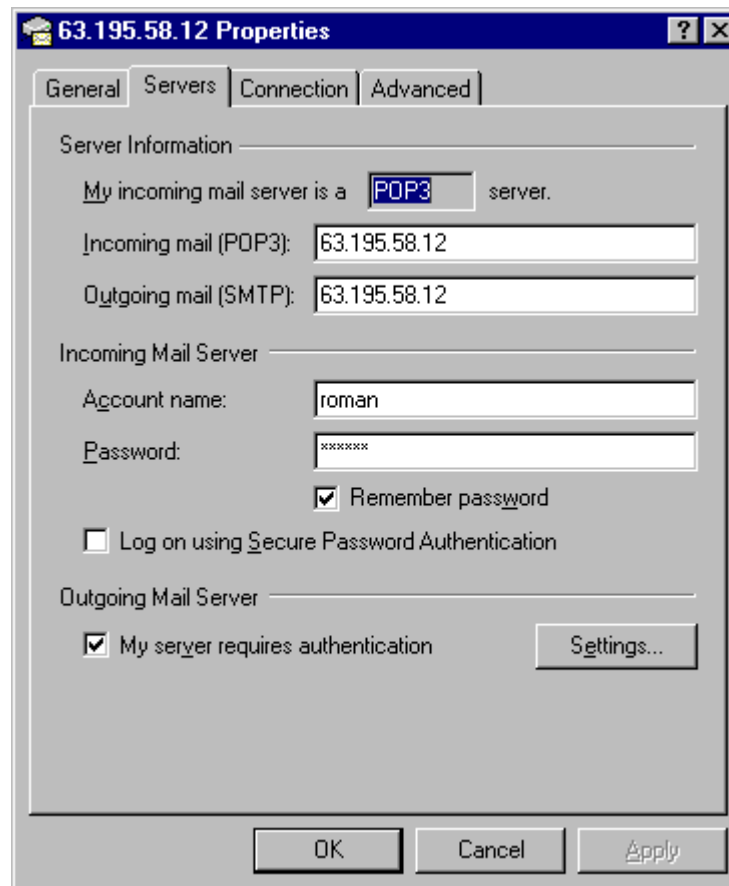 63.195.58.12 Properties
General Servers Connection Advanced
Server Information
My incoming mail server is a POP3 server.
Incoming mail (POP3): 63.195.58.12
Outgoing mail (SMTP): 63.195.58.12
Incoming Mail Server
Account name: roman
Password: ******
Remember password
Log on using Secure Password Authentication
Outgoing Mail Server
My server requires authentication Settings...
OK Cancel Apply